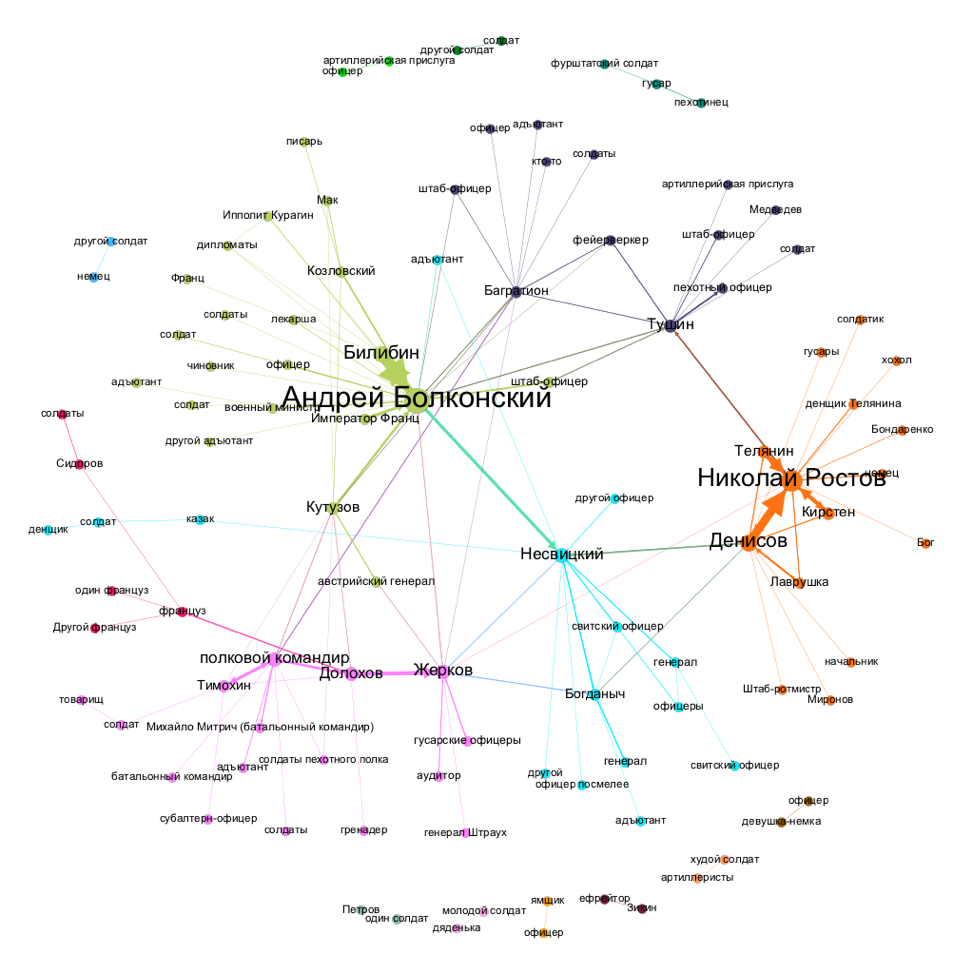 солдат
другой солдат
артиллерийская прислуга
офицер
фурштатский солдат
гусар
пехотинец
писарь
офицер
адъютант
кто-то
солдаты
штаб-офицер
артиллерийская прислуга
Мак
Ипполит Курагин
Медведев
другой солдат
дипломаты
штаб-офицер
фейерверкер
солдат
адъютант
немец
Франц
Козловский
Багратион
пехотный офицер
солдаты
лекарша
Тушин
солдатик
солдат
Билибин
гусары
хохол
чиновник
офицер
адъютант
штаб-офицер
Андрей Болконский
солдат
военный министр
Император Франц
денщик Телянина
солдаты
другой адъютант
Бондаренко
Сидоров
Телянин
Николай Ростов
немец
другой офицер
Кутузов
Кирстен
казак
солдат
денщик
Денисов
Бог
Несвицкий
австрийский генерал
Лаврушка
один француз
француз
Другой француз
свитский офицер
полковой командир
генерал
начальник
Долохов
Жерков
Тимохин
Богданыч
Штаб-ротмистр
Миронов
товарищ
солдат
офицеры
Михайло Митрич (батальонный командир)
гусарские офицеры
солдаты пехотного полка
генерал
свитский офицер
адъютант
батальонный командир
аудитор
другой
офицер посмелее
офицер
субалтерн-офицер
солдаты
гренадер
генерал Штраух
адъютант
девушка-немка
худой солдат
артиллеристы
ямщик
ефрейтор
Зикин
Петров
один солдат
молодой солдат
дяденька
офицер